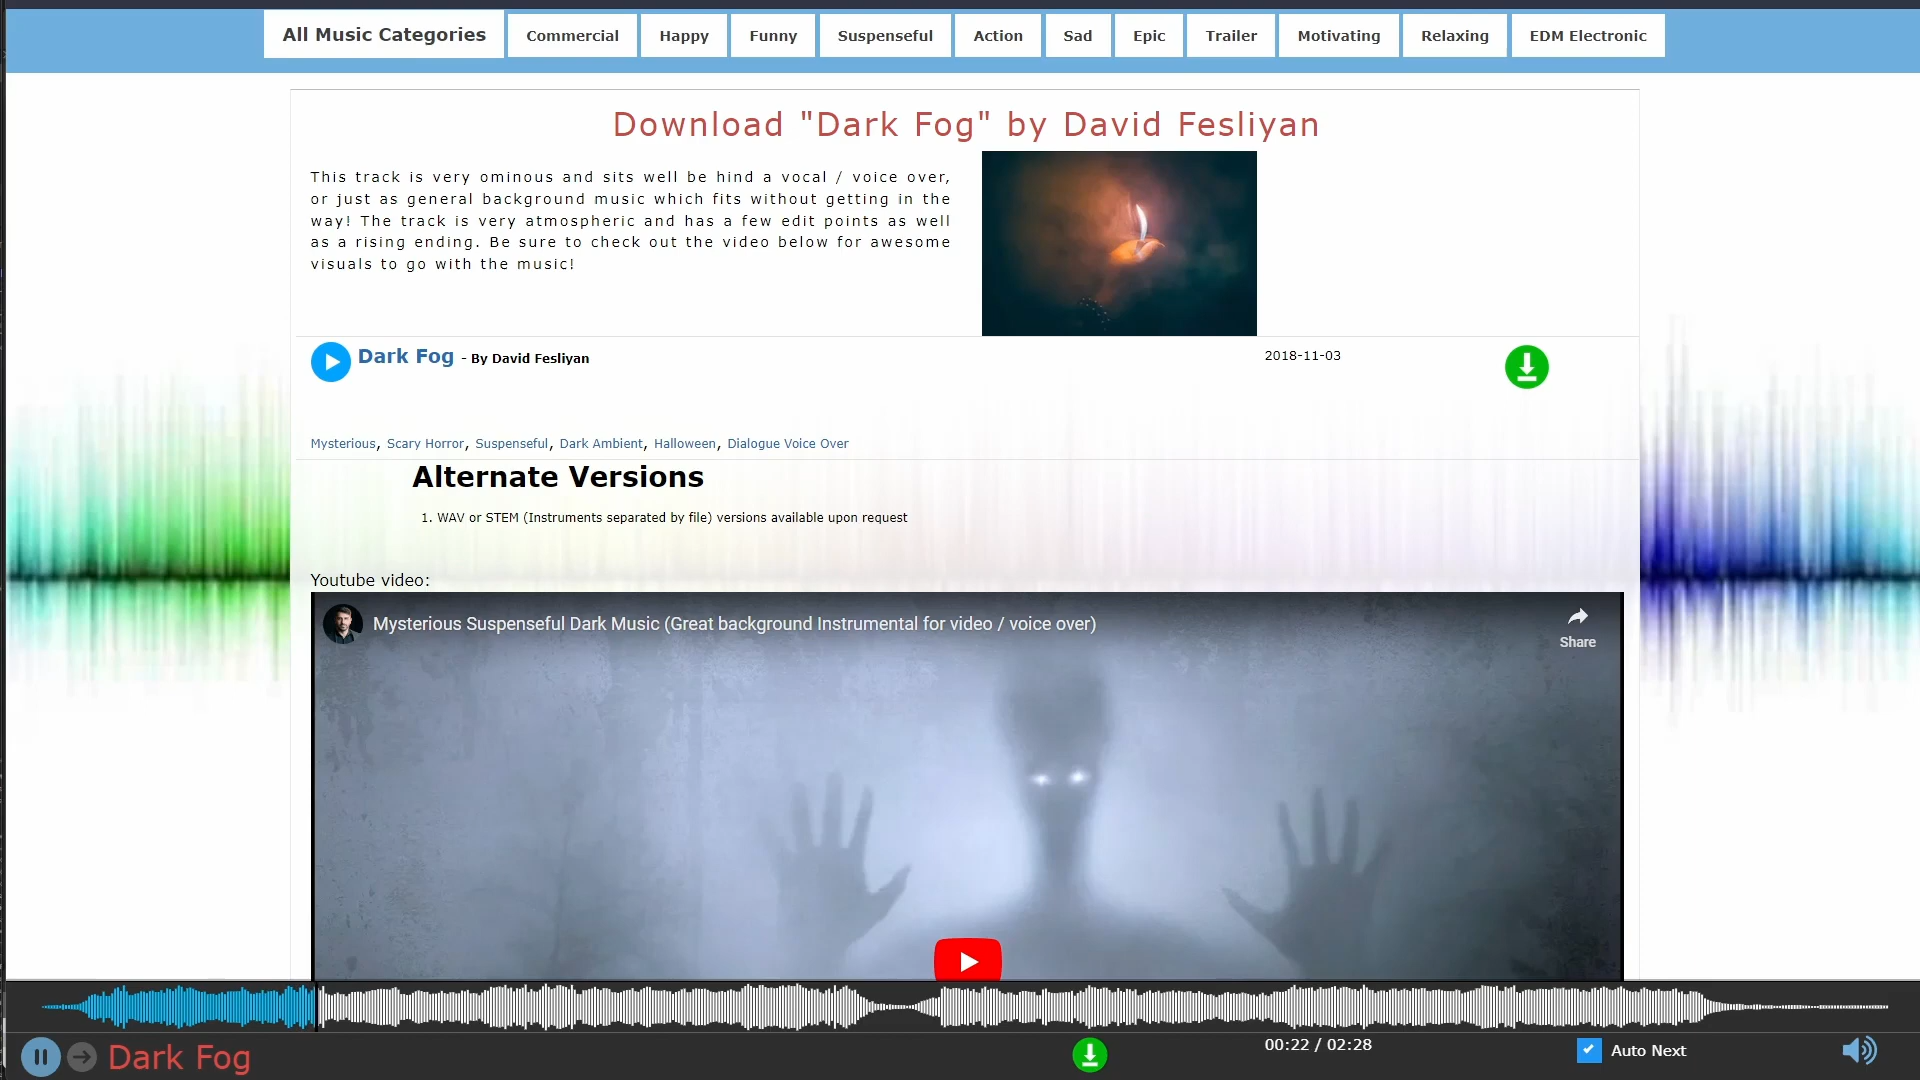 All Music Categories
Commercial
Happy
Funny
Suspenseful
Action
Sad
Epic
Trailer
Motivating
Relaxing
EDM Electronic
Download "Dark Fog" by David Fesliyan
This track is very ominous and sits well be hind a vocal / voice over,
or just as general background music which fits without getting in the
way! The track is very atmospheric and has a few edit points as well
as a rising ending. Be sure to check out the video below for awesome
visuals to go with the music!
Dark Fog - By David Fesliyan
2018-11-03
Mysterious, Scary Horror, Suspenseful, Dark Ambient, Halloween, Dialogue Voice Over
Alternate Versions
1. WAV or STEM (Instruments separated by file) versions available upon request
Youtube video:
Mysterious Suspenseful Dark Music (Great background Instrumental for video / voice over)
Share
Dark Fog
00:22 / 02:28
Auto Next